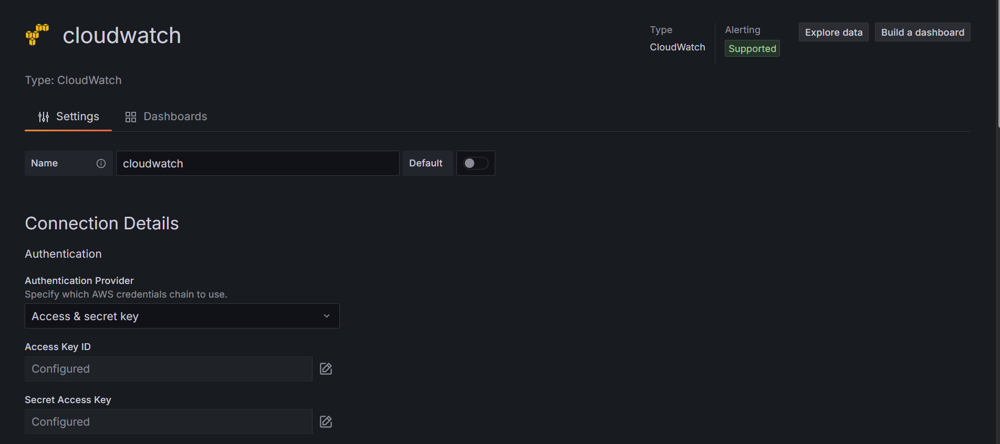 cloudwatch
Type
CloudWatch
Alerting
Supported
Explore data
Build a dashboard
Type: CloudWatch
Settings
Dashboards
Name
cloudwatch
Default
Connection Details
Authentication
Authentication Provider
Specify which AWS credentials chain to use.
Access & secret key
Access Key ID
Configured
Secret Access Key
Configured